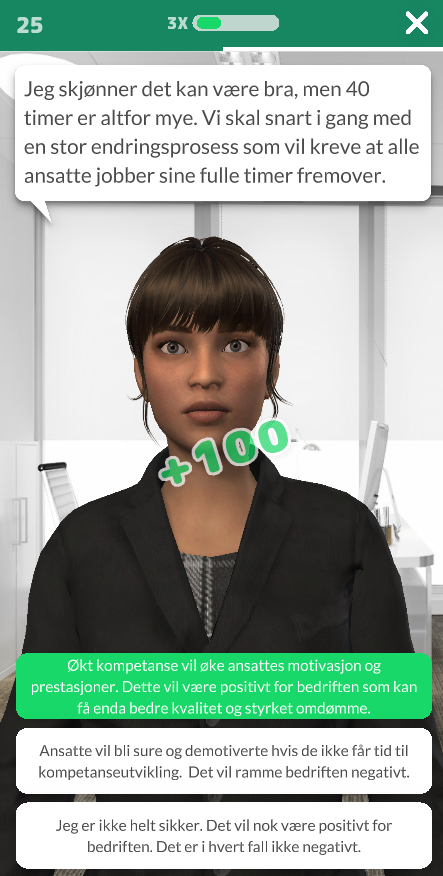 25
3X
Jeg skjønner det kan være bra, men 40
timer er altfor mye. Vi skal snart i gang med
en stor endringsprosess som vil kreve at alle
ansatte jobber sine fulle timer fremover.
+100
Økt kompetanse vil øke ansattes motivasjon og
prestasjoner. Dette vil være positivt for bedriften som kan
få enda bedre kvalitet og styrket omdømme.
Ansatte vil bli sure og demotiverte hvis de ikke får tid til
kompetanseutvikling. Det vil ramme bedriften negativt.
Jeg er ikke helt sikker. Det vil nok være positivt for
bedriften. Det er i hvert fall ikke negativt.